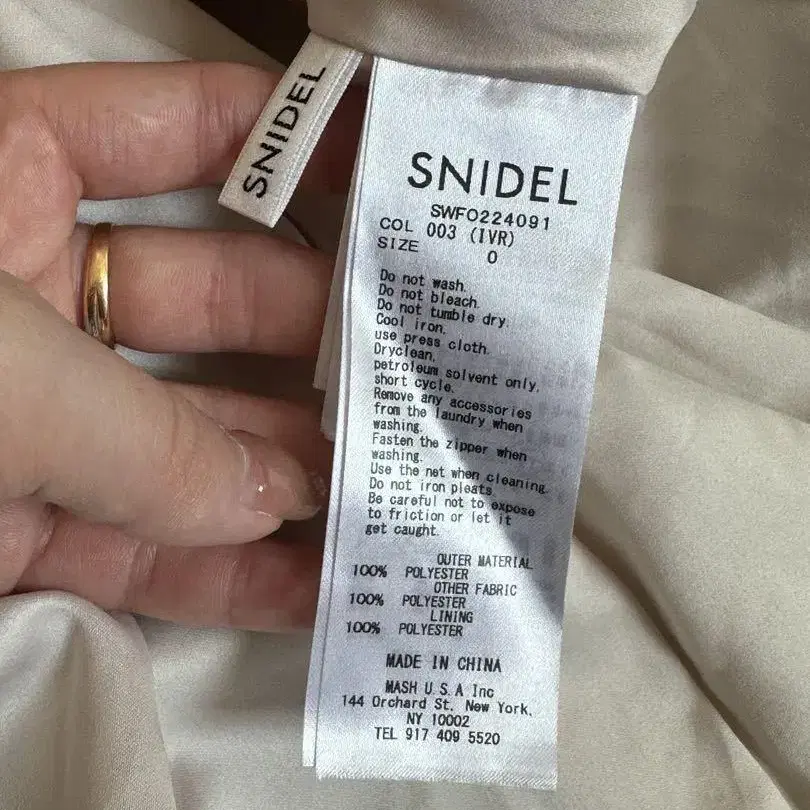 SNIDEL
SNIDEL
SWFO224091
COL 003 (IVR)
SIZE 0
Do not wash.
Do not bleach.
Do not tumble dry.
Cool iron,
use press cloth.
Dryclean,
petroleum solvent only,
short cycle.
Remove any accessories
from the laundry when
washing.
Fasten the zipper when
washing.
Use the net when cleaning.
Do not iron pleats.
Be careful not to expose
to friction or let it
get caught.
OUTER MATERIAL
100% POLYESTER
OTHER FABRIC
100% POLYESTER
LINING
100% POLYESTER
MADE IN CHINA
MASH U.S.A Inc
144 Orchard St, New York,
NY 10002
TEL 917 409 5520